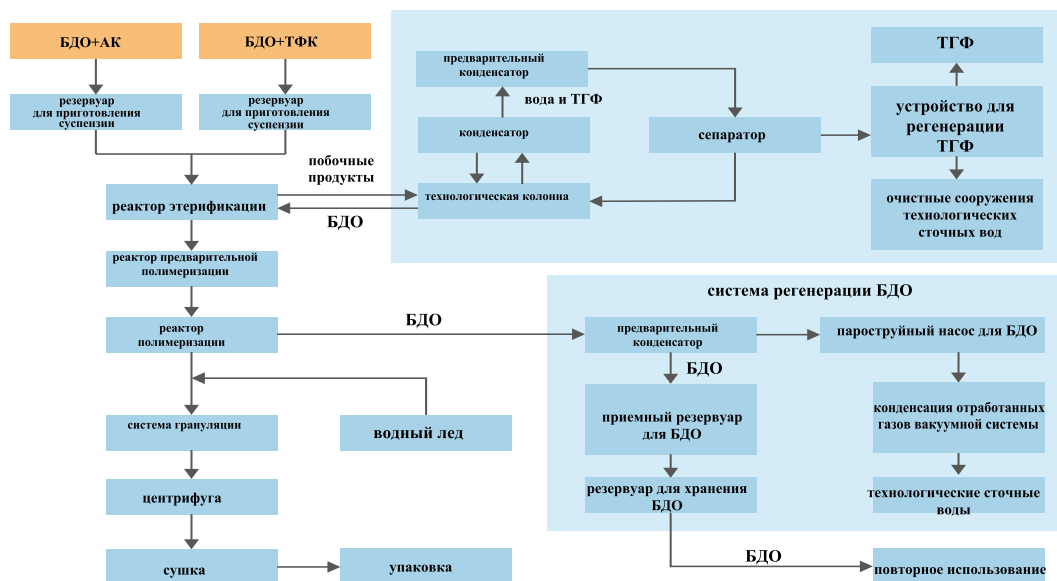 БДО+АК
БДО+ТФК
резервуар
для приготовления
суспензии
резервуар
для приготовления
суспензии
реактор этерификации
побочные
продукты
БДО
реактор предварительной
полимеризации
реактор
полимеризации
БДО
система грануляции
водный лед
центрифуга
сушка
упаковка
предварительный
конденсатор
вода и ТГФ
конденсатор
технологическая колонна
сепаратор
ТГФ
устройство для
регенерации
ТГФ
очистные сооружения
технологических
сточных вод
система регенерации БДО
предварительный
конденсатор
пароструйный насос для БДО
БДО
приемный резервуар
для БДО
конденсация отработанных
газов вакуумной системы
резервуар для хранения
БДО
технологические сточные
воды
БДО
повторное использование